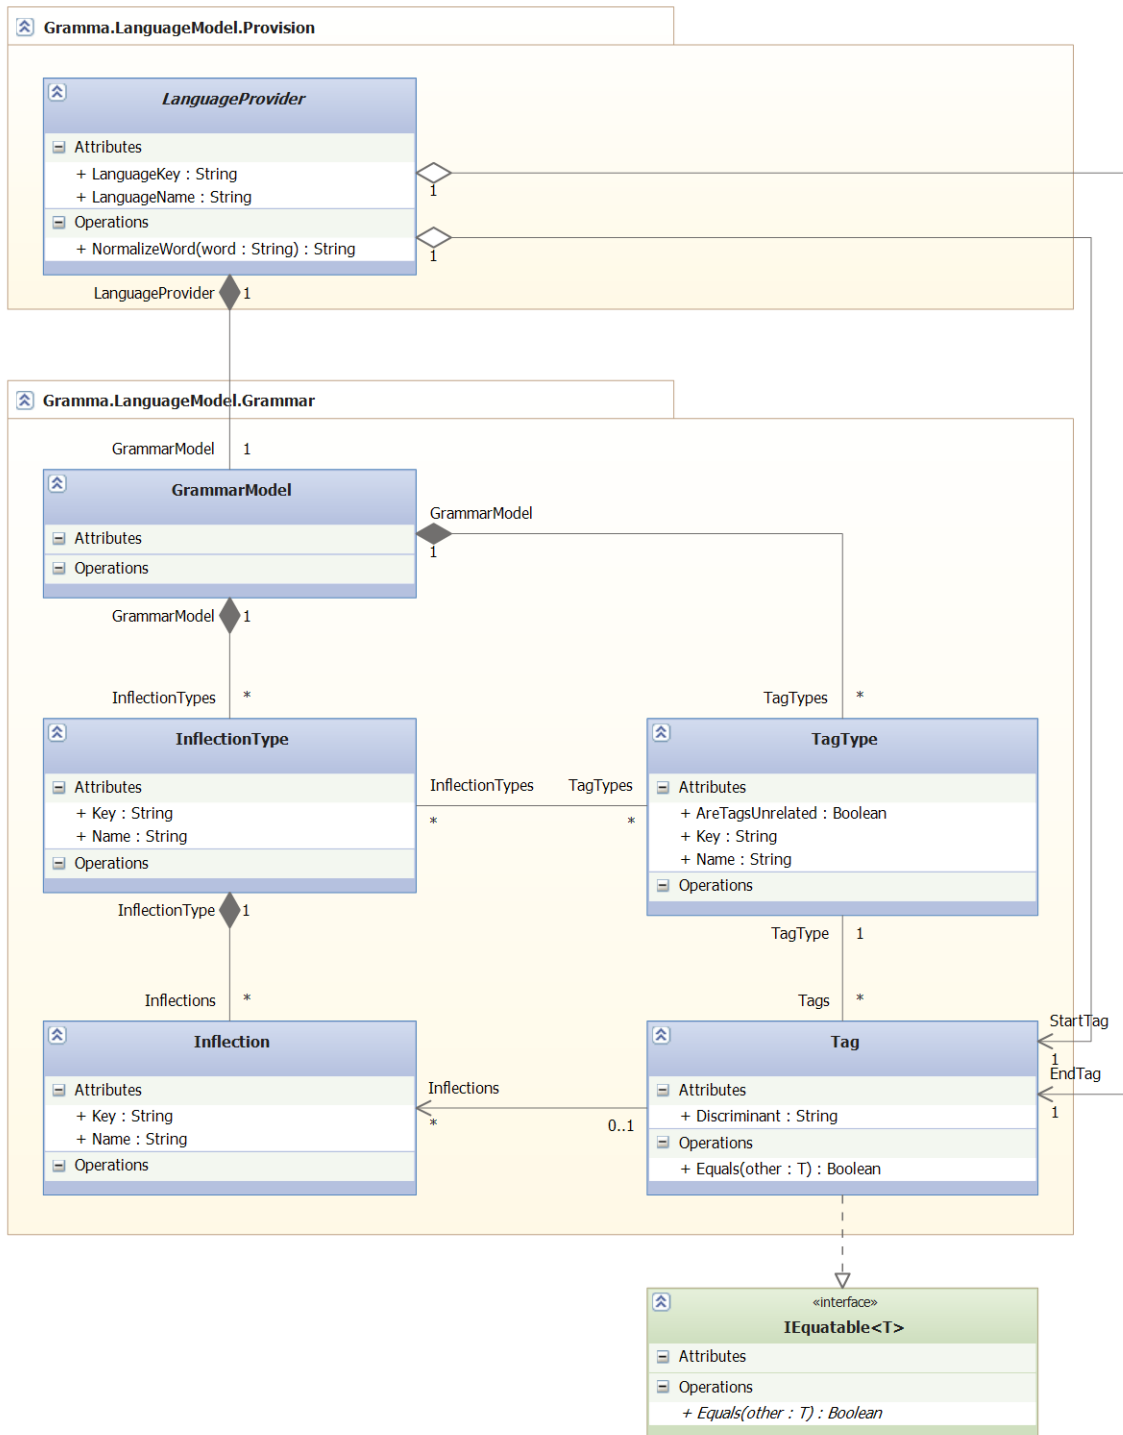 Gramma.LanguageModel.Provision
LanguageProvider
Attributes
+ LanguageKey : String
+ LanguageName : String
1
Operations
+ NormalizeWord(word : String) : String
1
LanguageProvider 1
Gramma.LanguageModel.Grammar
GrammarModel 1
GrammarModel
GrammarModel
Attributes
1
Operations
GrammarModel 1
InflectionTypes *
TagTypes *
InflectionType
TagType
Attributes
+ Key : String
+ Name : String
Operations
InflectionTypes TagTypes
* *
Attributes
+ AreTagsUnrelated : Boolean
+ Key : String
+ Name : String
Operations
InflectionType 1
TagType 1
Inflections *
Tags *
StartTag
1
EndTag
1
Inflection
Attributes
+ Key : String
+ Name : String
Operations
Inflections
* 0..1
Tag
Attributes
+ Discriminant : String
Operations
+ Equals(other : T) : Boolean
«interface»
IEquatable<T>
Attributes
Operations
+ Equals(other : T) : Boolean